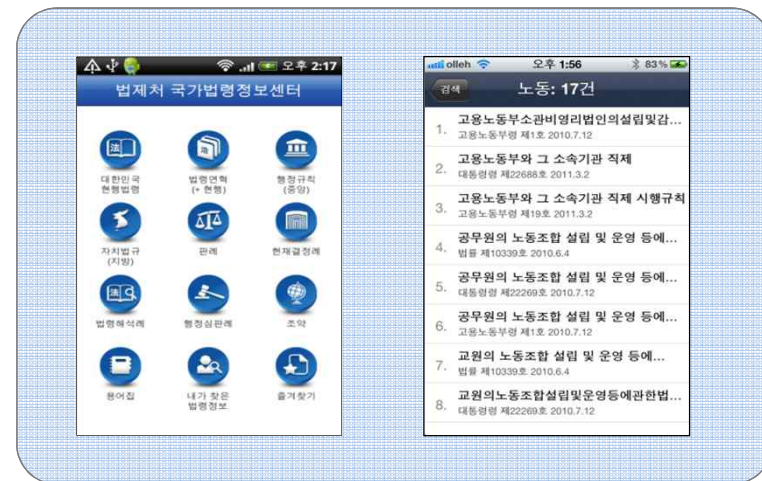 오후 2:17
법제처 국가법령정보센터
대한민국
현행법령
법령연혁
(+ 현행)
행정규칙
(중앙)
자치법규
(지방)
판례
헌재결정례
법령해석례
행정심판례
조약
용어집
내가 찾은
법령정보
즐겨찾기
olleh 오후 1:56 83%
검색 노동: 17건
1. 고용노동부소관비영리법인의설립및감...
고용노동부령 제1호 2010.7.12
2. 고용노동부와 그 소속기관 직제
대통령령 제22688호 2011.3.2
3. 고용노동부와 그 소속기관 직제 시행규칙
고용노동부령 제19호 2011.3.2
4. 공무원의 노동조합 설립 및 운영 등에...
법률 제10339호 2010.6.4
5. 공무원의 노동조합 설립 및 운영 등에...
대통령령 제22269호 2010.7.12
6. 공무원의 노동조합 설립 및 운영 등에...
고용노동부령 제1호 2010.7.12
7. 교원의 노동조합 설립 및 운영 등에...
법률 제10339호 2010.6.4
8. 교원의노동조합설립및운영등에관한법...
대통령령 제22269호 2010.7.12